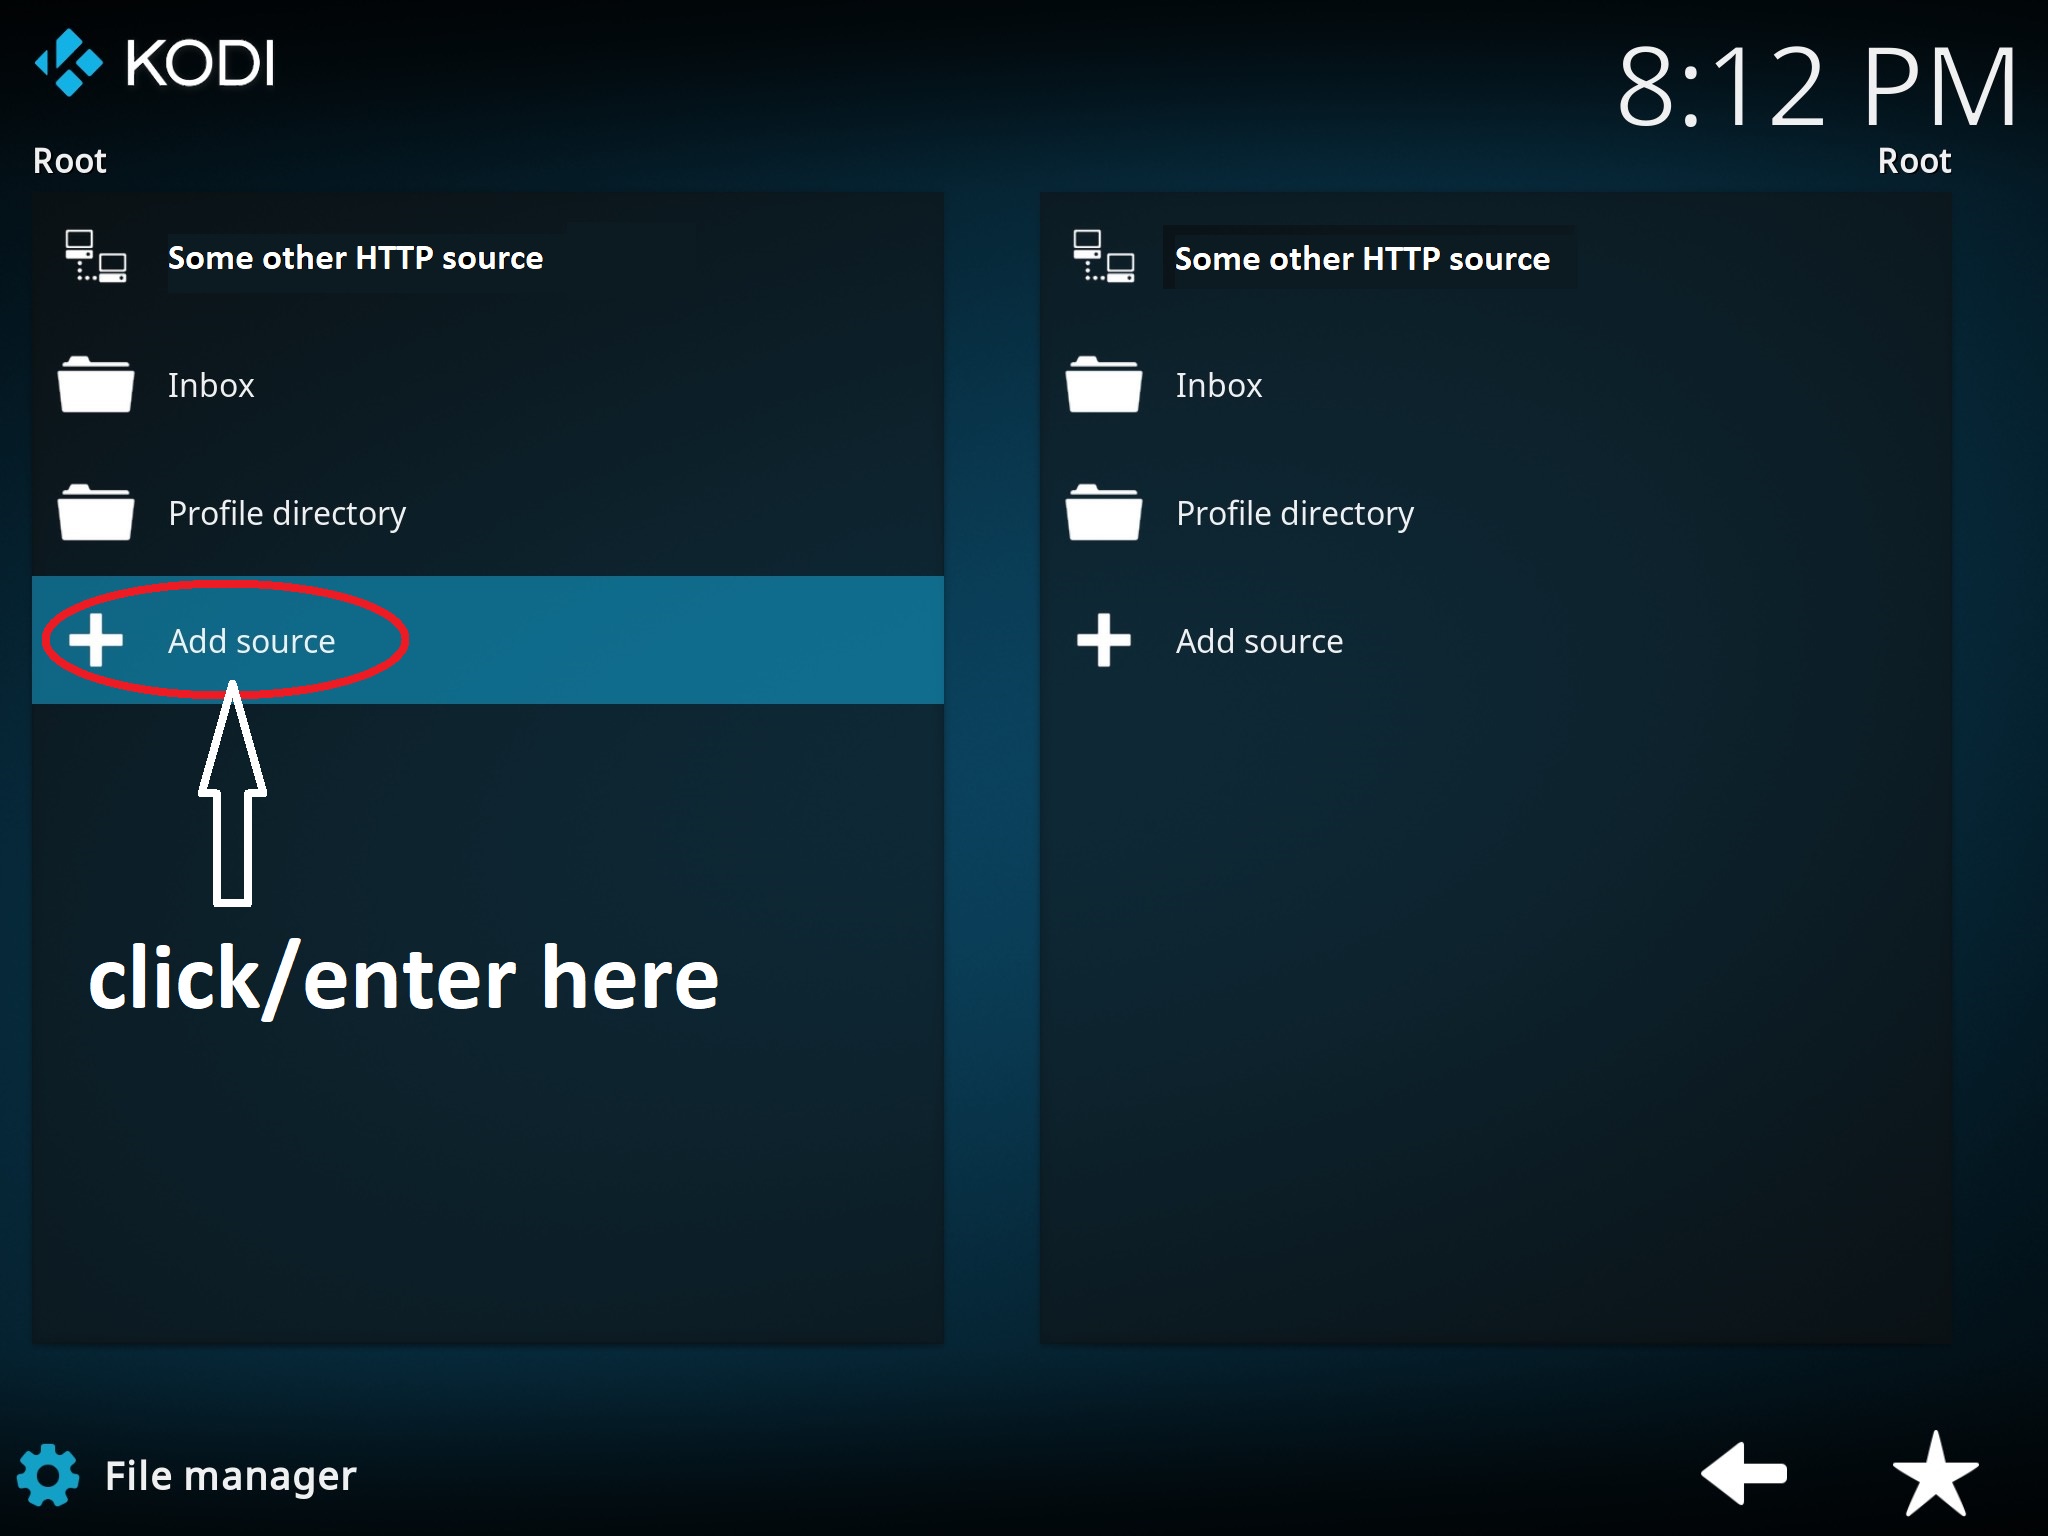 KODI
8:12 PM
Root
Root
Some other HTTP source
Inbox
Profile directory
Add source
click/enter here
Some other HTTP source
Inbox
Profile directory
Add source
File manager